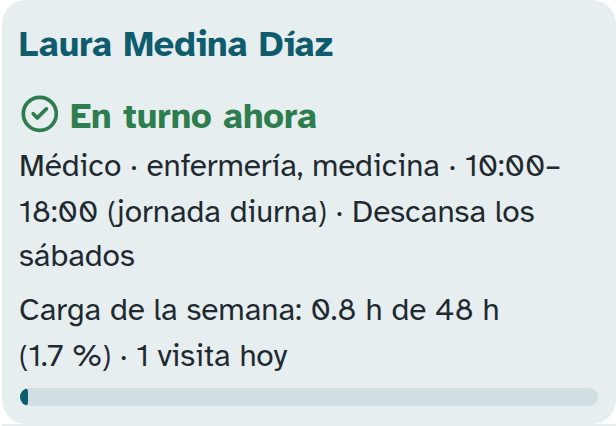 Laura Medina Díaz
En turno ahora
Médico · enfermería, medicina · 10:00–
18:00 (jornada diurna) · Descansa los
sábados
Carga de la semana: 0.8 h de 48 h
(1.7 %) · 1 visita hoy